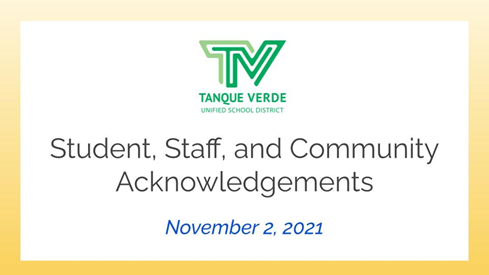 TV
TANQUE VERDE
UNIFIED SCHOOL DISTRICT
Student, Staff, and Community
Acknowledgements
November 2, 2021